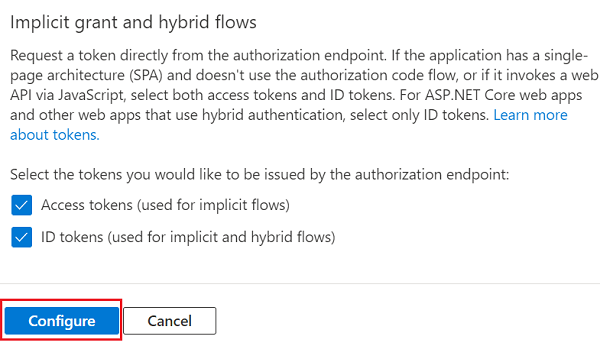 Implicit grant and hybrid flows
Request a token directly from the authorization endpoint. If the application has a single-
page architecture (SPA) and doesn't use the authorization code flow, or if it invokes a web
API via JavaScript, select both access tokens and ID tokens. For ASP.NET Core web apps
and other web apps that use hybrid authentication, select only ID tokens. Learn more
about tokens.
Select the tokens you would like to be issued by the authorization endpoint:
Access tokens (used for implicit flows)
ID tokens (used for implicit and hybrid flows)
Configure Cancel